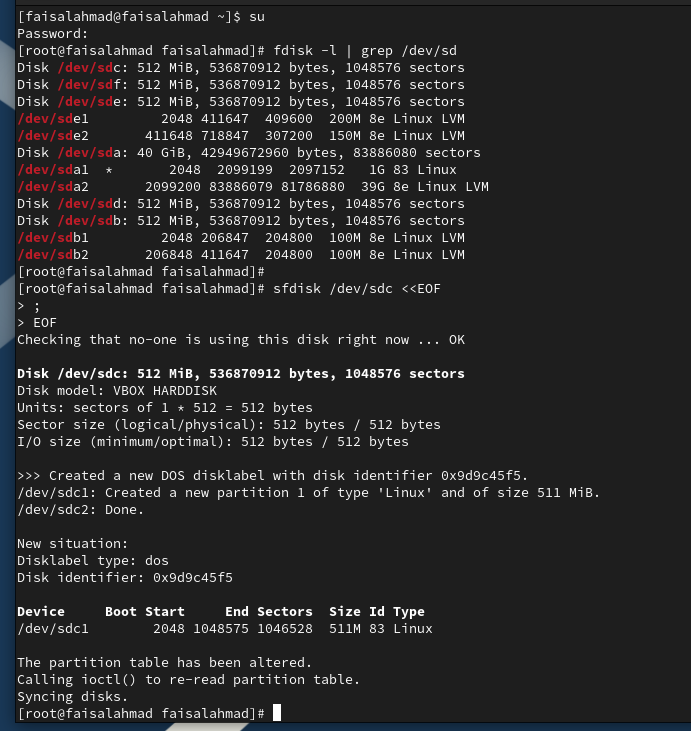 [faisalahmad@faisalahmad ~]$ su
Password:
[root@faisalahmad faisalahmad]# fdisk -l | grep /dev/sd
Disk /dev/sdc: 512 MiB, 536870912 bytes, 1048576 sectors
Disk /dev/sdf: 512 MiB, 536870912 bytes, 1048576 sectors
Disk /dev/sde: 512 MiB, 536870912 bytes, 1048576 sectors
/dev/sde1         2048 411647  409600  200M 8e Linux LVM
/dev/sde2       411648 718847  307200  150M 8e Linux LVM
Disk /dev/sda: 40 GiB, 42949672960 bytes, 83886080 sectors
/dev/sda1  *       2048  2099199  2097152   1G 83 Linux
/dev/sda2       2099200 83886079 81786880  39G 8e Linux LVM
Disk /dev/sdd: 512 MiB, 536870912 bytes, 1048576 sectors
Disk /dev/sdb: 512 MiB, 536870912 bytes, 1048576 sectors
/dev/sdb1         2048 206847  204800  100M 8e Linux LVM
/dev/sdb2       206848 411647  204800  100M 8e Linux LVM
[root@faisalahmad faisalahmad]#
[root@faisalahmad faisalahmad]# sfdisk /dev/sdc <<EOF
> ;
> EOF
Checking that no-one is using this disk right now ... OK
Disk /dev/sdc: 512 MiB, 536870912 bytes, 1048576 sectors
Disk model: VBOX HARDDISK
Units: sectors of 1 * 512 = 512 bytes
Sector size (logical/physical): 512 bytes / 512 bytes
I/O size (minimum/optimal): 512 bytes / 512 bytes
>>> Created a new DOS disklabel with disk identifier 0x9d9c45f5.
/dev/sdc1: Created a new partition 1 of type 'Linux' and of size 511 MiB.
/dev/sdc2: Done.
New situation:
Disklabel type: dos
Disk identifier: 0x9d9c45f5
Device     Boot Start     End Sectors  Size Id Type
/dev/sdc1        2048 1048575 1046528  511M 83 Linux
The partition table has been altered.
Calling ioctl() to re-read partition table.
Syncing disks.
[root@faisalahmad faisalahmad]#